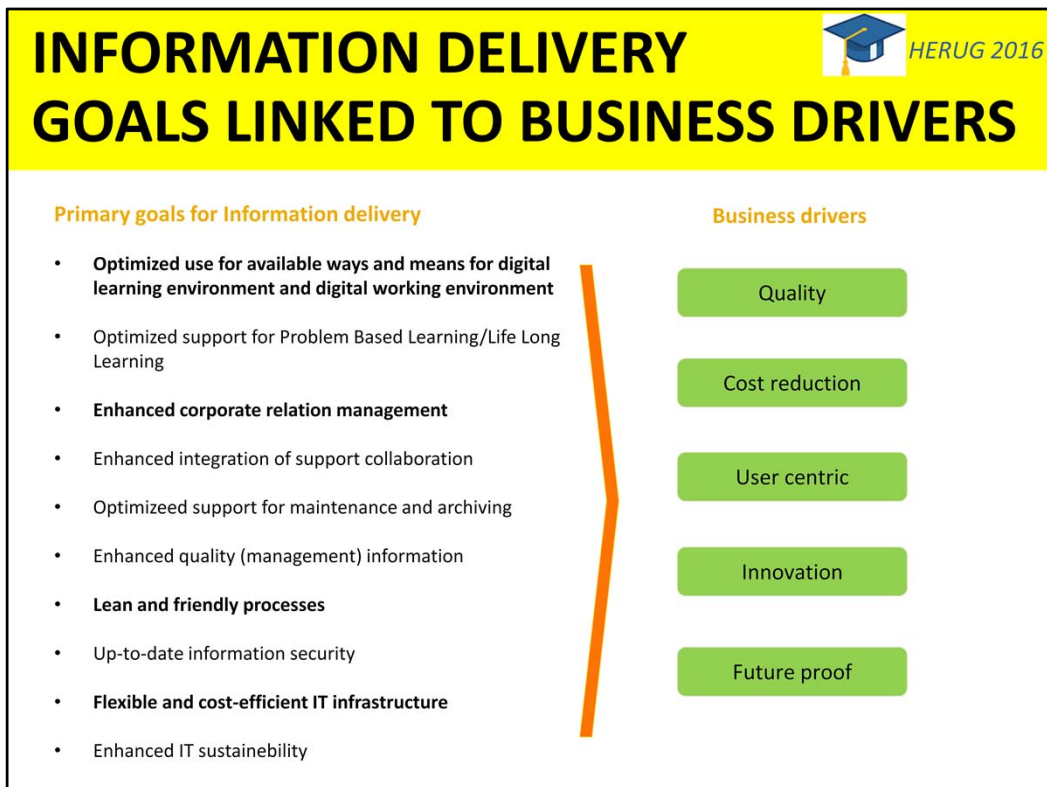 INFORMATION DELIVERY
GOALS LINKED TO BUSINESS DRIVERS
HERUG 2016
Primary goals for Information delivery
• Optimized use for available ways and means for digital
learning environment and digital working environment
• Optimized support for Problem Based Learning/Life Long
Learning
• Enhanced corporate relation management
• Enhanced integration of support collaboration
• Optimizeed support for maintenance and archiving
• Enhanced quality (management) information
• Lean and friendly processes
• Up-to-date information security
• Flexible and cost-efficient IT infrastructure
• Enhanced IT sustainebility
Business drivers
Quality
Cost reduction
User centric
Innovation
Future proof